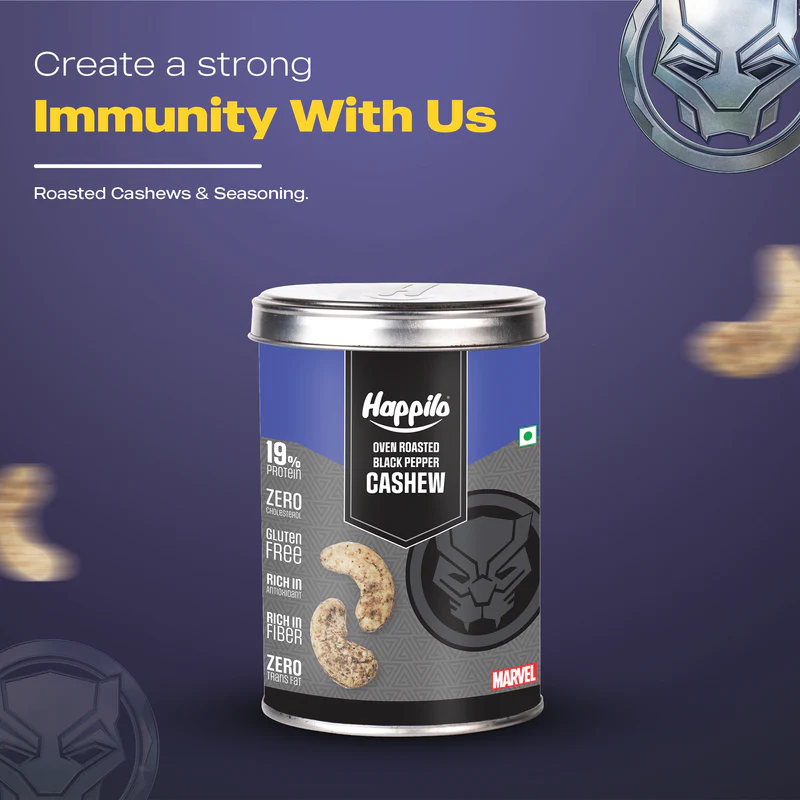 Create a strong
Immunity With Us
Roasted Cashews & Seasoning.
Happilo
OVEN ROASTED
BLACK PEPPER
CASHEW
19%
PROTEIN
ZERO
CHOLESTEROL
GLUTEN
FREE
RICH IN
ANTIOXIDANT
RICH IN
FIBER
ZERO
TRANS FAT
MARVEL